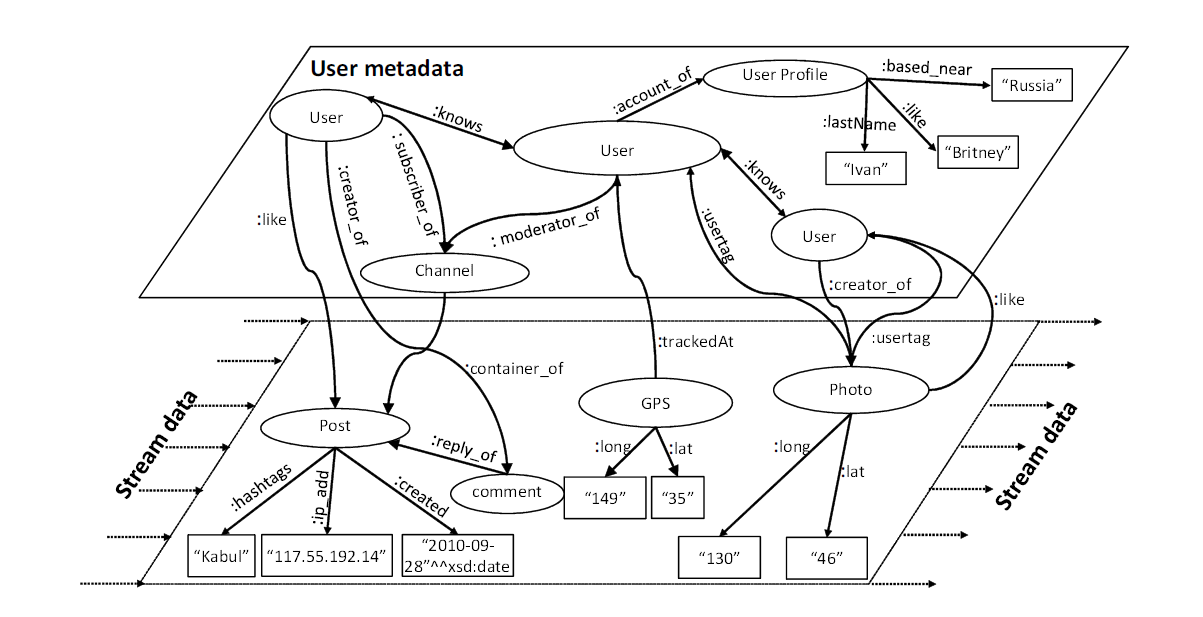 User metadata
User Profile
:based_near
“Russia”
:account_of
:like
:lastName
“Britney”
“Ivan”
User
:knows
User
:knows
: subscriber_of
:creator_of
:like
: moderator_of
:usertag
User
Channel
:creator_of
:like
:usertag
:trackedAt
:container_of
Stream data
Stream data
Photo
GPS
Post
:reply_of
:long
:lat
:long
:lat
:hashtags
:ip_add
:created
comment
“149”
“35”
“Kabul”
“117.55.192.14”
“2010-09-
28”^^xsd:date
“130”
“46”